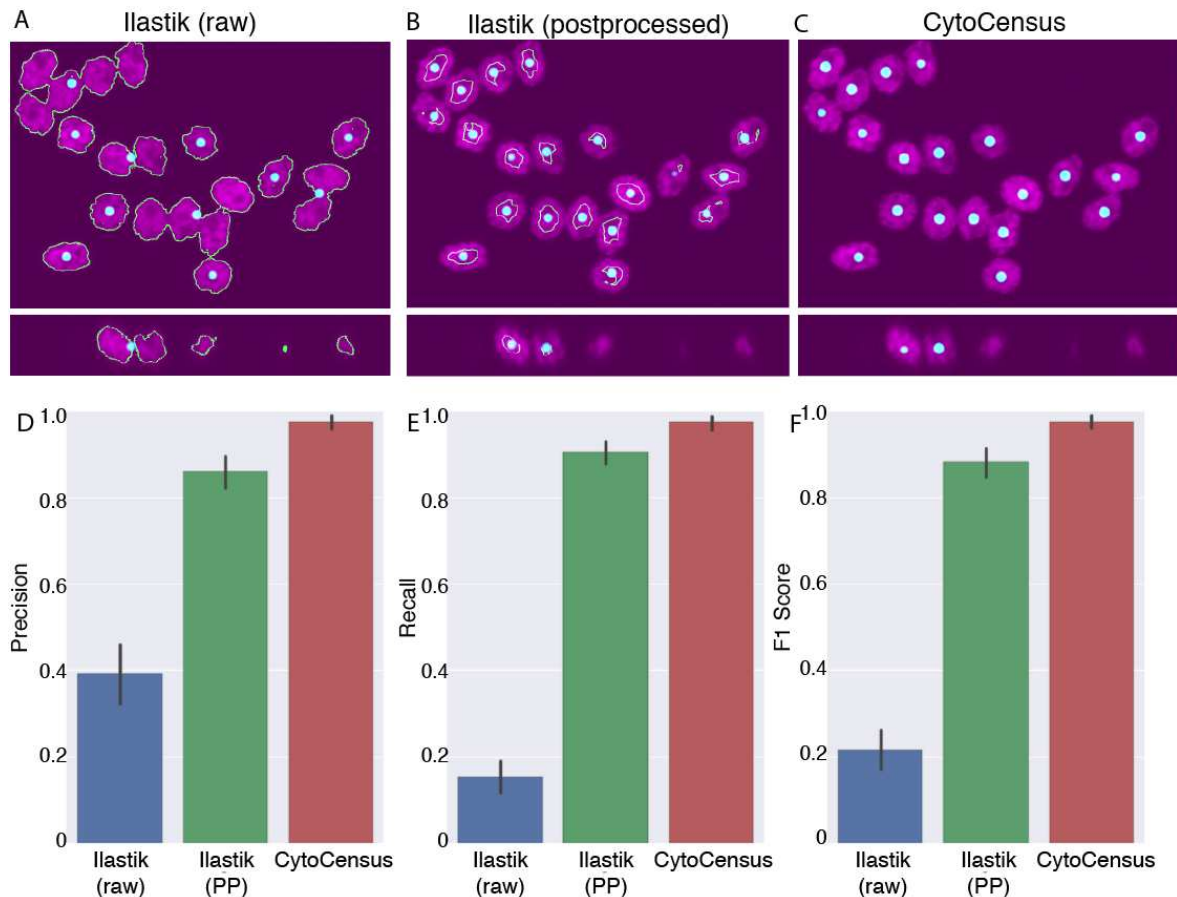 A Ilastik (raw)
B Ilastik (postprocessed)
C CytoCensus
D
1.0
0.8
0.6
0.4
0.2
0
Precision
Ilastik (raw)
Ilastik (PP)
CytoCensus
E
1.0
0.8
0.6
0.4
0.2
0
Recall
Ilastik (raw)
Ilastik (PP)
CytoCensus
F
1.0
0.8
0.6
0.4
0.2
0
F1 Score
Ilastik (raw)
Ilastik (PP)
CytoCensus